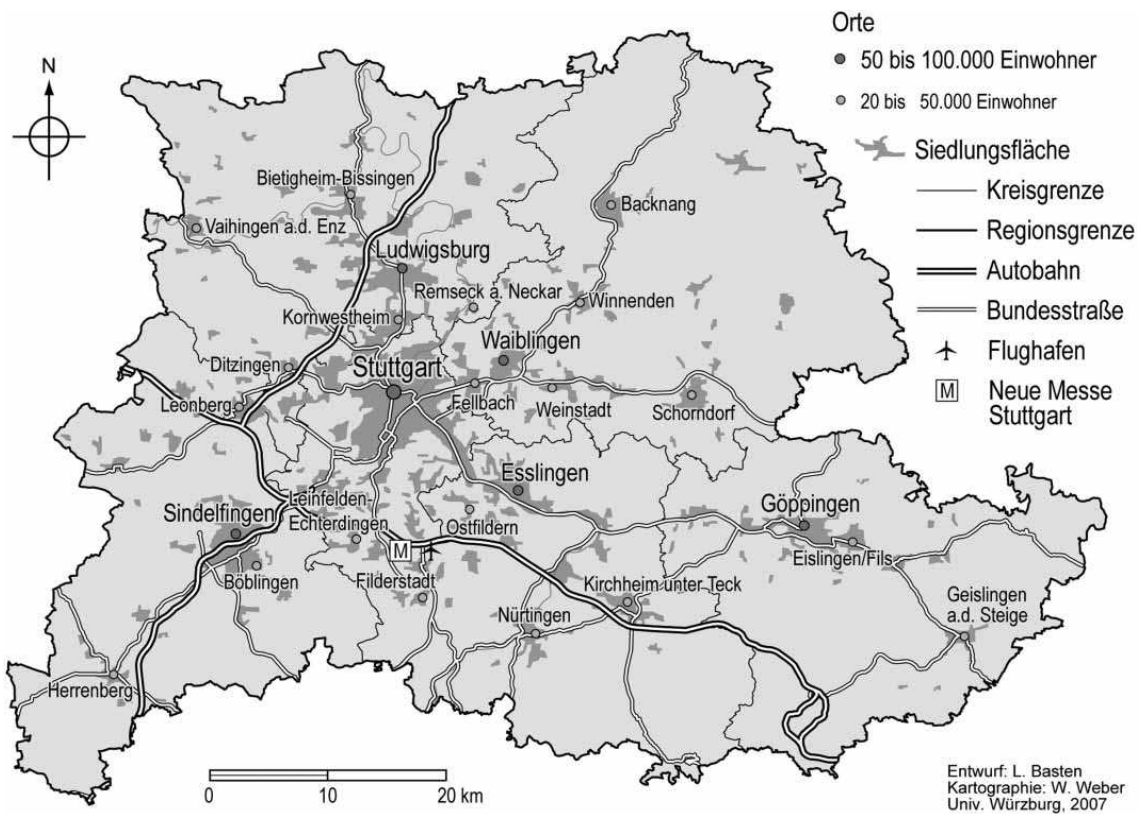 Orte
50 bis 100.000 Einwohner
20 bis 50.000 Einwohner
Siedlungsfläche
Kreisgrenze
Regionsgrenze
Autobahn
Bundesstraße
Flughafen
M Neue Messe
Stuttgart
N
Bietigheim-Bissingen
Backnang
Vaihingen a.d. Enz
Ludwigsburg
Remseck a. Neckar
Winnenden
Kornwestheim
Waiblingen
Ditzingen
Stuttgart
Fellbach
Weinstadt
Schorndorf
Leonberg
Esslingen
Leinfelden-
Echterdingen
Sindelfingen
Ostfildern
Göppingen
M
Eislingen/Fils
Böblingen
Filderstadt
Kirchheim unter Teck
Geislingen
a.d. Steige
Nürtingen
Herrenberg
0 10 20 km
Entwurf: L. Basten
Kartographie: W. Weber
Univ. Würzburg, 2007